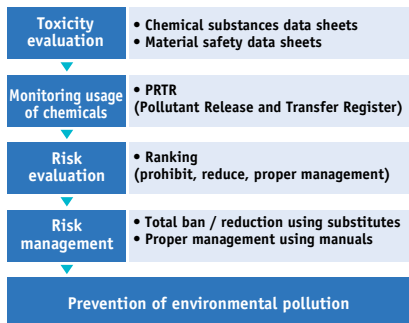 Toxicity
evaluation
• Chemical substances data sheets
• Material safety data sheets
Monitoring usage
of chemicals
• PRTR
(Pollutant Release and Transfer Register)
Risk
evaluation
• Ranking
(prohibit, reduce, proper management)
Risk
management
• Total ban / reduction using substitutes
• Proper management using manuals
Prevention of environmental pollution